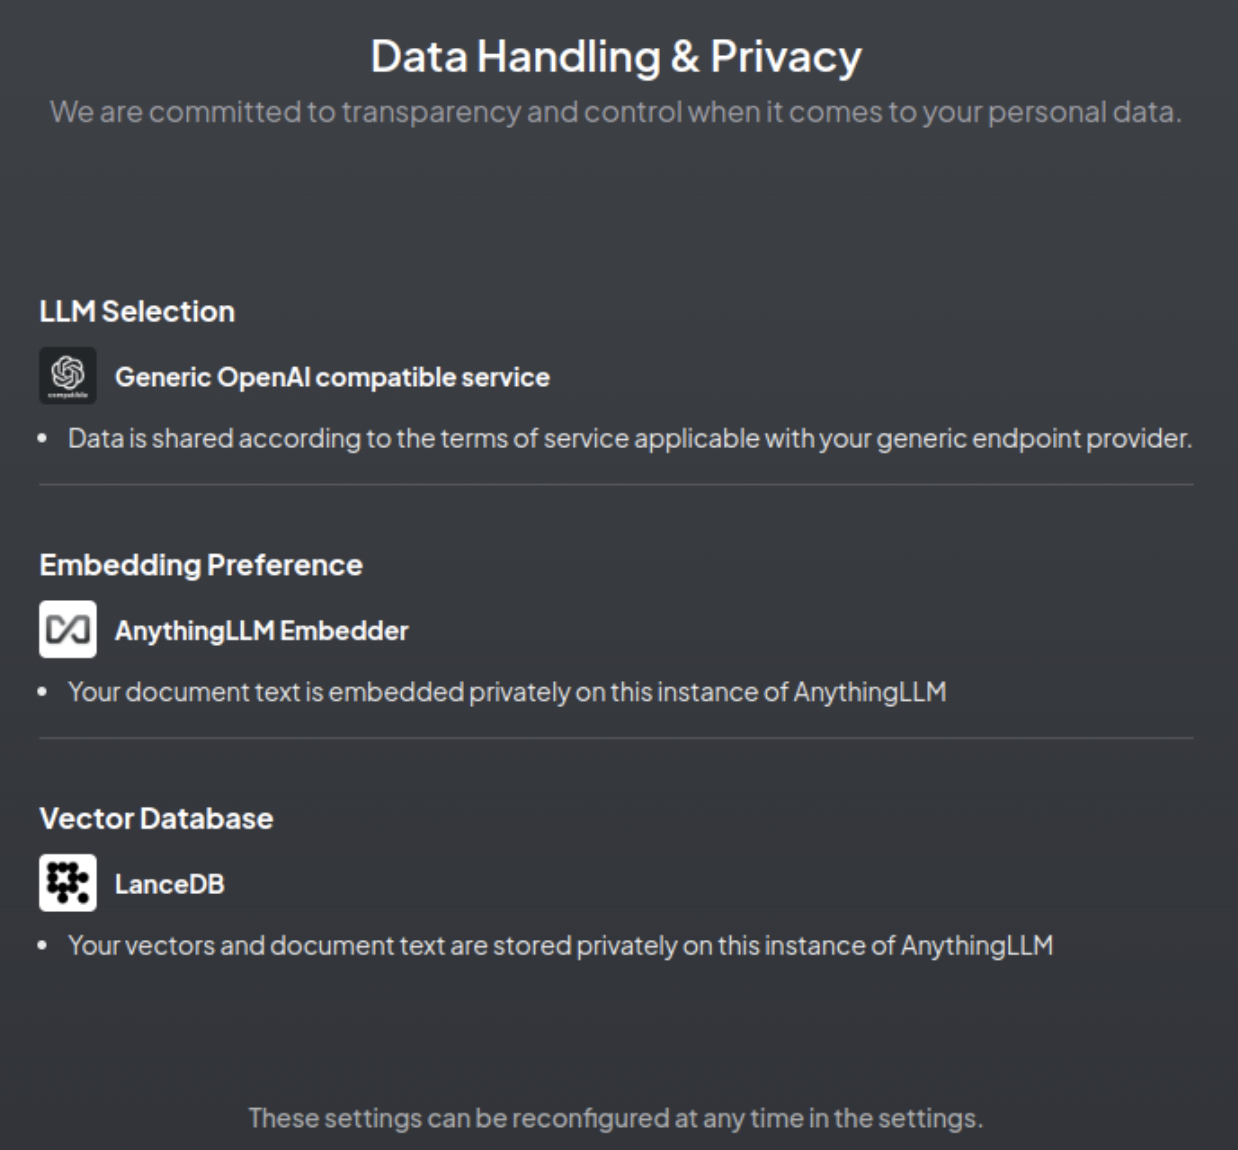 Data Handling & Privacy
We are committed to transparency and control when it comes to your personal data.
LLM Selection
compatible
Generic OpenAI compatible service
Data is shared according to the terms of service applicable with your generic endpoint provider.
Embedding Preference
AnythingLLM Embedder
Your document text is embedded privately on this instance of AnythingLLM
Vector Database
LanceDB
Your vectors and document text are stored privately on this instance of AnythingLLM
These settings can be reconfigured at any time in the settings.